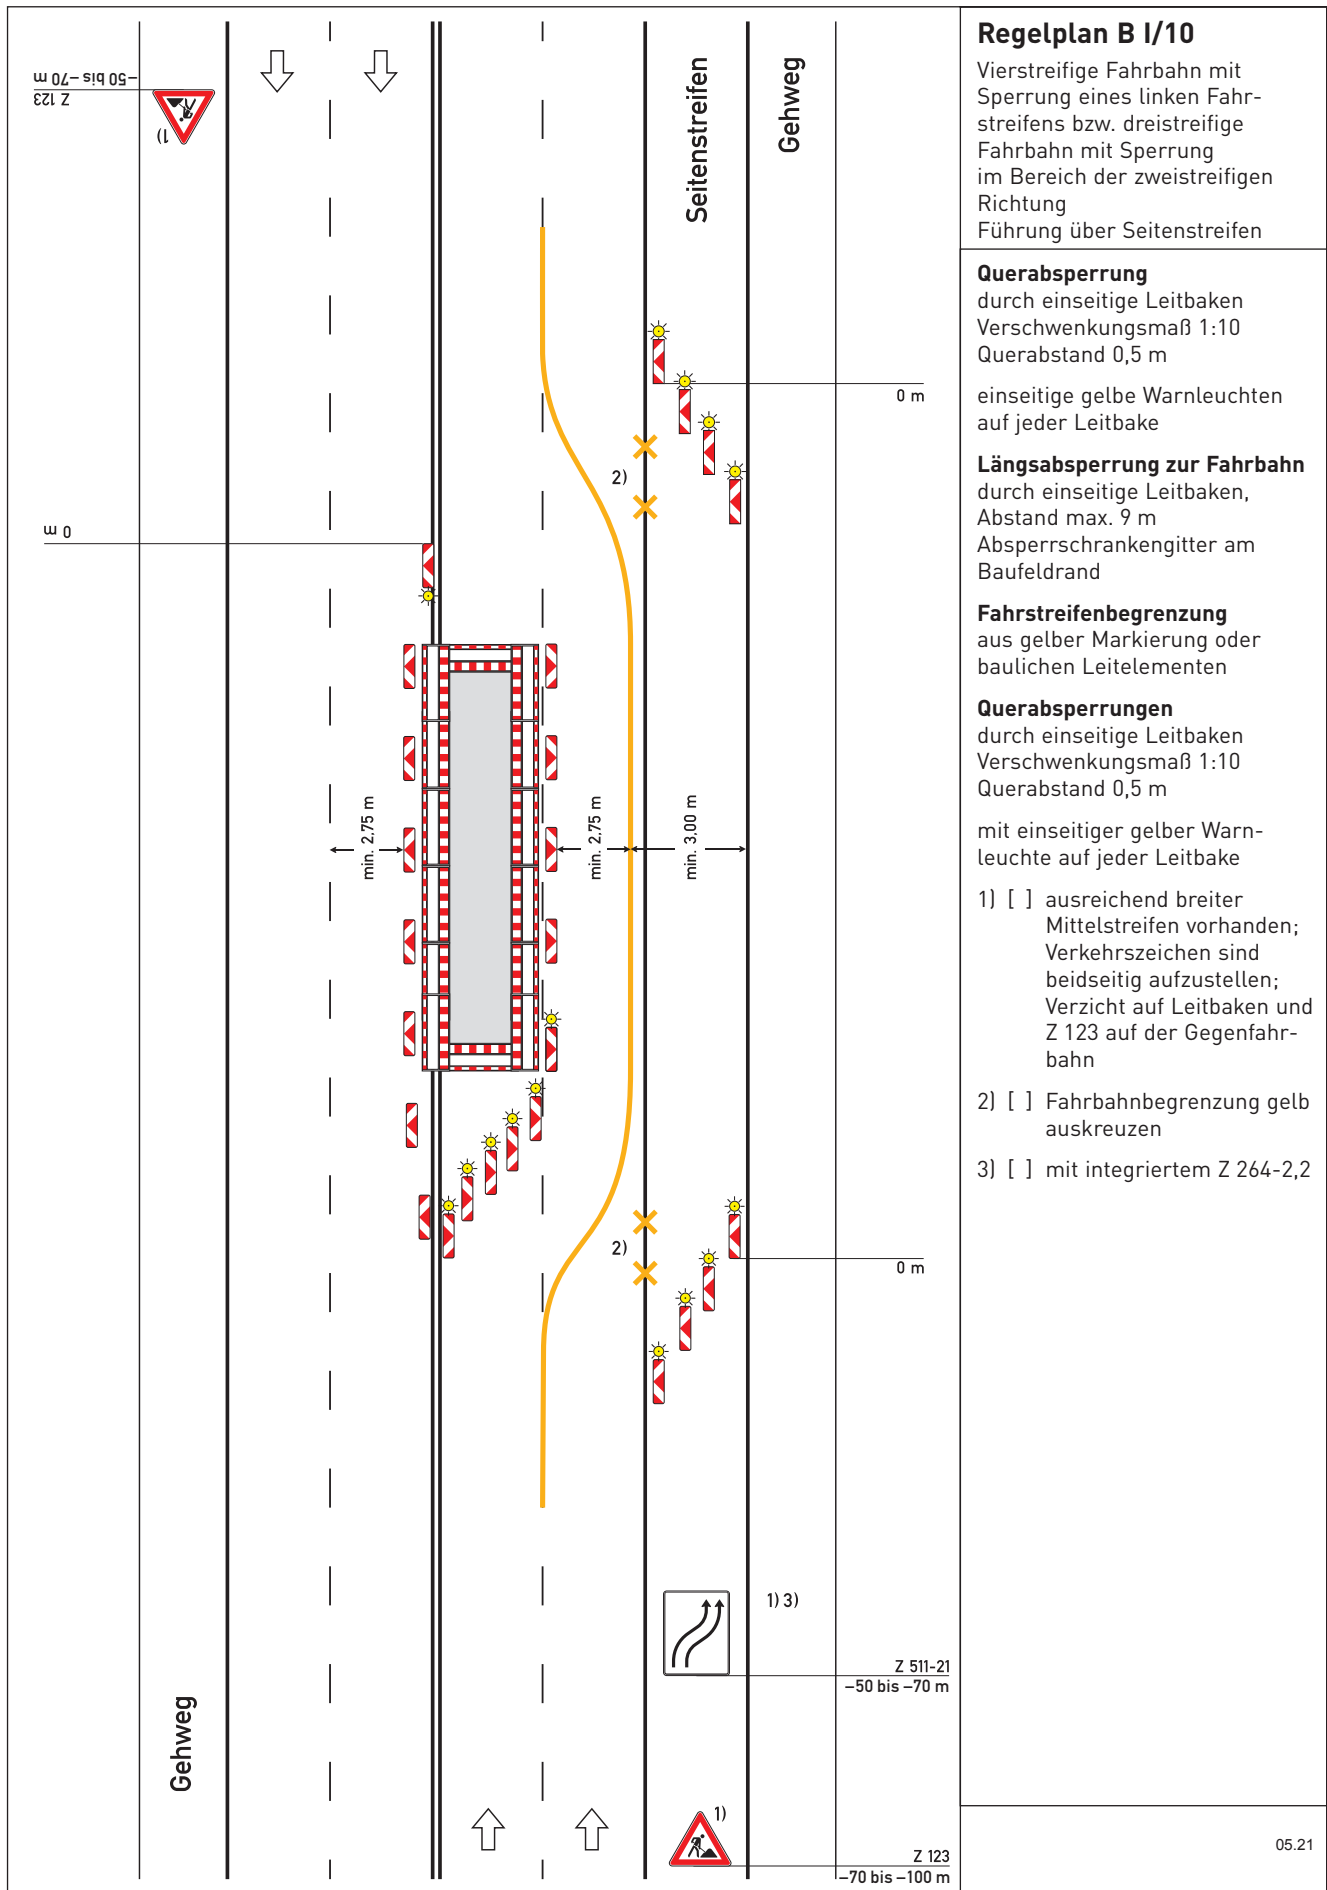 Regelplan B I/10
Vierstreifige Fahrbahn mit
Sperrung eines linken Fahr-
streifens bzw. dreistreifige
Fahrbahn mit Sperrung
im Bereich der zweistreifigen
Richtung
Führung über Seitenstreifen
Querabsperrung
durch einseitige Leitbaken
Verschwenkungsmaß 1:10
Querabstand 0,5 m
einseitige gelbe Warnleuchten
auf jeder Leitbake
Längsabsperrung zur Fahrbahn
durch einseitige Leitbaken,
Abstand max. 9 m
Absperrschrankengitter am
Baufeldrand
Fahrstreifenbegrenzung
aus gelber Markierung oder
baulichen Leitelementen
Querabsperrungen
durch einseitige Leitbaken
Verschwenkungsmaß 1:10
Querabstand 0,5 m
mit einseitiger gelber Warn-
leuchte auf jeder Leitbake
1) [ ] ausreichend breiter
Mittelstreifen vorhanden;
Verkehrszeichen sind
beidseitig aufzustellen;
Verzicht auf Leitbaken und
Z 123 auf der Gegenfahr-
bahn
2) [ ] Fahrbahnbegrenzung gelb
auskreuzen
3) [ ] mit integriertem Z 264-2,2
05.21
Z 123
–50 bis –70 m
1)
Seitenstreifen
Gehweg
0 m
2)
0 m
min. 2,75 m
min. 2,75 m
min. 3,00 m
2)
0 m
1) 3)
Z 511-21
–50 bis –70 m
Gehweg
1)
Z 123
–70 bis –100 m